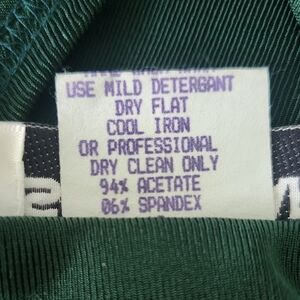 USE MILD DETERGANT
DRY FLAT
COOL IRON
OR PROFESSIONAL
DRY CLEAN ONLY
94% ACETATE
06% SPANDEX